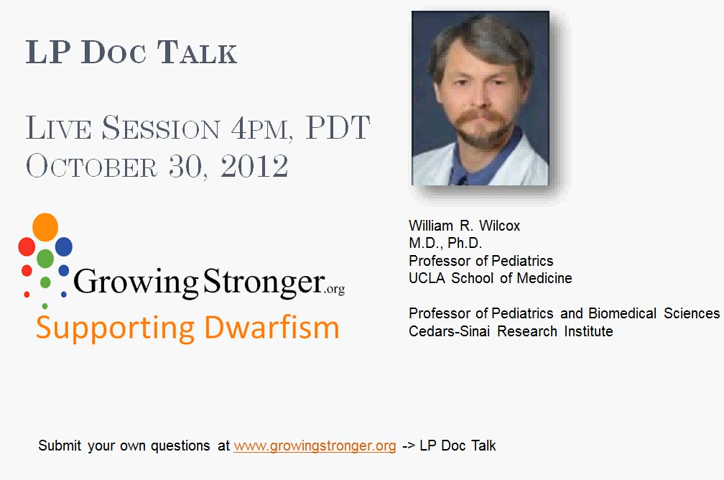 LP Doc Talk
Live Session 4pm, PDT
October 30, 2012
GrowingStronger.org
Supporting Dwarfism
William R. Wilcox
M.D., Ph.D.
Professor of Pediatrics
UCLA School of Medicine
Professor of Pediatrics and Biomedical Sciences
Cedars-Sinai Research Institute
Submit your own questions at www.growingstronger.org -> LP Doc Talk